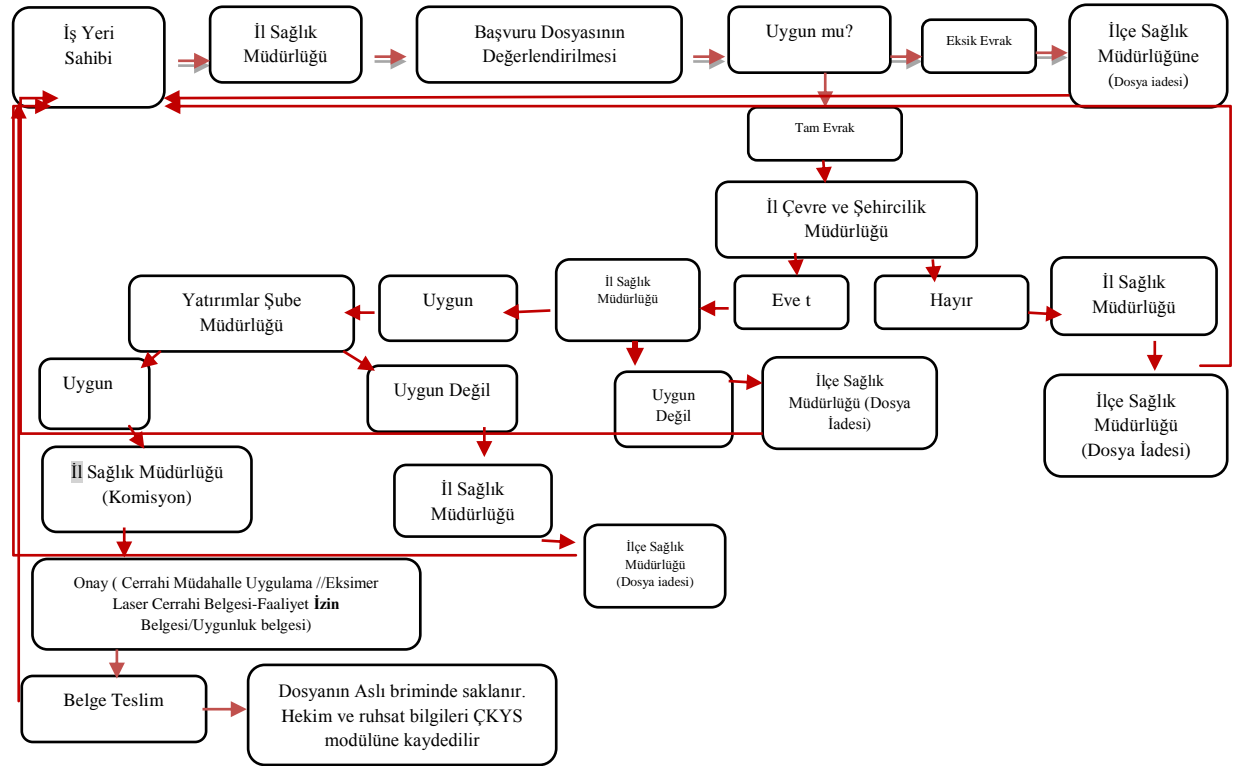 İş Yeri
Sahibi
İl Sağlık
Müdürlüğü
Başvuru Dosyasının
Değerlendirilmesi
Uygun mu?
Eksik Evrak
İlçe Sağlık
Müdürlüğüne
(Dosya iadesi)
Tam Evrak
İl Çevre ve Şehircilik
Müdürlüğü
Yatırımlar Şube
Müdürlüğü
Uygun
İl Sağlık
Müdürlüğü
Eve t
Hayır
İl Sağlık
Müdürlüğü
Uygun
Uygun Değil
Uygun
Değil
İlçe Sağlık
Müdürlüğü (Dosya
İadesi)
İlçe Sağlık
Müdürlüğü
(Dosya İadesi)
İl Sağlık Müdürlüğü
(Komisyon)
İl Sağlık
Müdürlüğü
İlçe Sağlık
Müdürlüğü
(Dosya iadesi)
Onay ( Cerrahi Müdahalle Uygulama //Eksimer
Laser Cerrahi Belgesi-Faaliyet İzin
Belgesi/Uygunluk belgesi)
Belge Teslim
Dosyanın Aslı briminde saklanır.
Hekim ve ruhsat bilgileri ÇKYS
modülüne kaydedilir